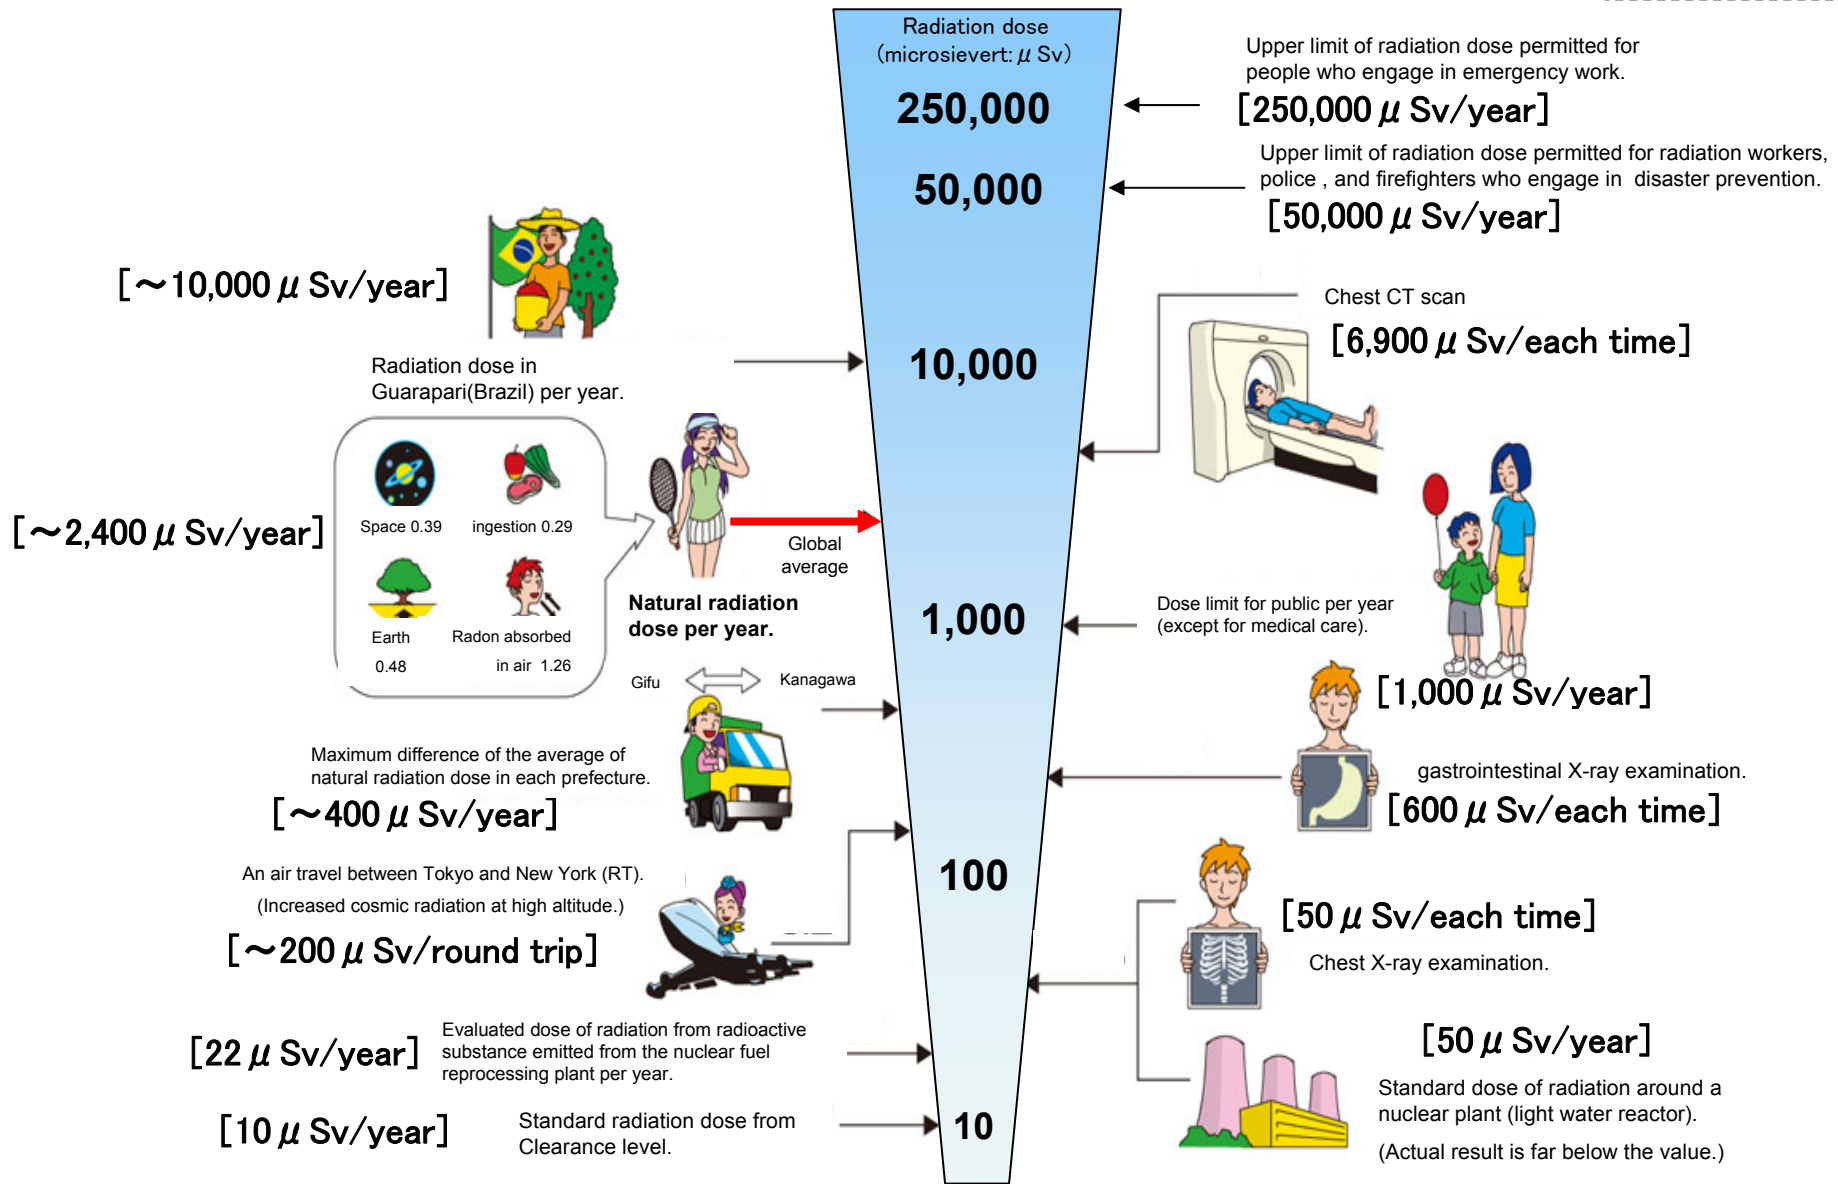 Radiation dose
(microsievert: μ Sv)
250,000
50,000
10,000
1,000
100
10
Upper limit of radiation dose permitted for
people who engage in emergency work.
[250,000 μ Sv/year]
Upper limit of radiation dose permitted for radiation workers,
police , and firefighters who engage in disaster prevention.
[50,000 μ Sv/year]
[~10,000 μ Sv/year]
Radiation dose in
Guarapari(Brazil) per year.
Chest CT scan
[6,900 μ Sv/each time]
[~2,400 μ Sv/year]
Space 0.39
ingestion 0.29
Earth
0.48
Radon absorbed
in air 1.26
Global
average
Natural radiation
dose per year.
Dose limit for public per year
(except for medical care).
[1,000 μ Sv/year]
Gifu
Kanagawa
Maximum difference of the average of
natural radiation dose in each prefecture.
[~400 μ Sv/year]
gastrointestinal X-ray examination.
[600 μ Sv/each time]
An air travel between Tokyo and New York (RT).
(Increased cosmic radiation at high altitude.)
[~200 μ Sv/round trip]
[50 μ Sv/each time]
Chest X-ray examination.
[22 μ Sv/year]
Evaluated dose of radiation from radioactive
substance emitted from the nuclear fuel
reprocessing plant per year.
[50 μ Sv/year]
Standard dose of radiation around a
nuclear plant (light water reactor).
(Actual result is far below the value.)
[10 μ Sv/year]
Standard radiation dose from
Clearance level.